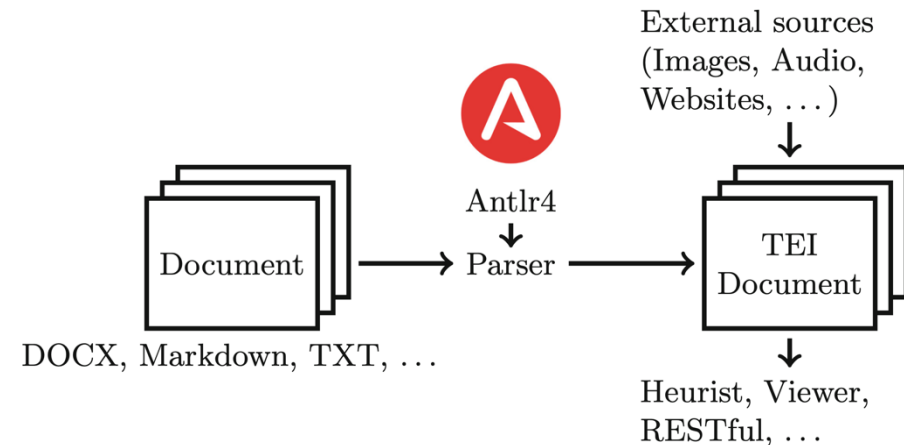 External sources
(Images, Audio,
Websites, …)
Antlr4
Document
Parser
TEI
Document
DOCX, Markdown, TXT, …
Heurist, Viewer,
RESTful, …